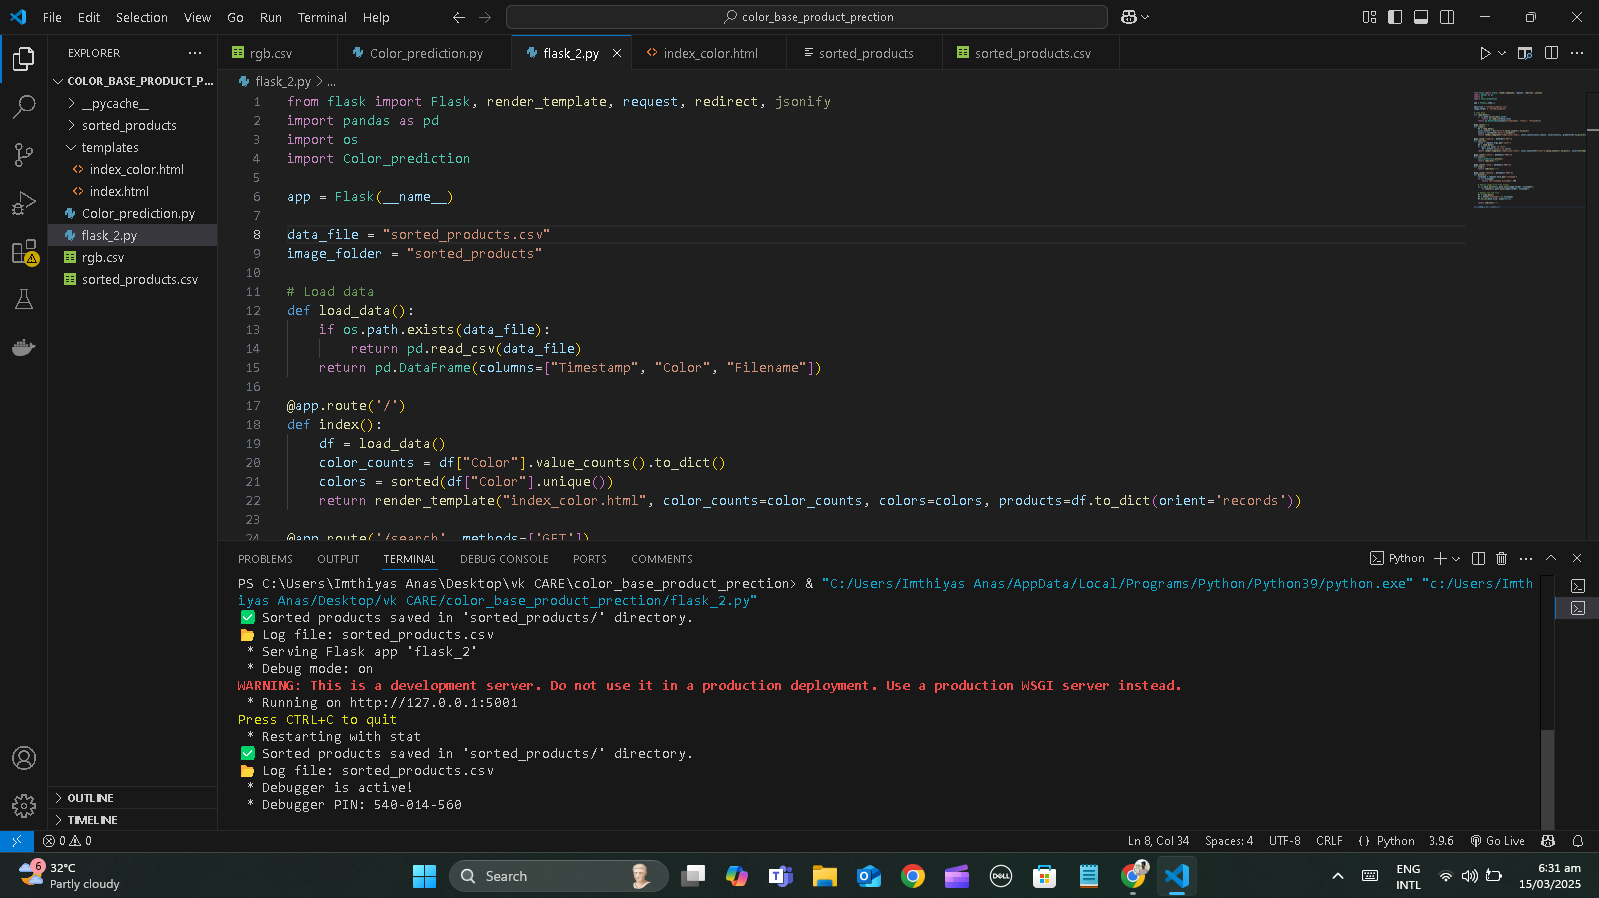 File Edit Selection View Go Run Terminal Help
color_base_product_prection
EXPLORER
COLOR_BASE_PRODUCT_P...
__pycache__
sorted_products
templates
index_color.html
index.html
Color_prediction.py
flask_2.py
rgb.csv
sorted_products.csv
OUTLINE
TIMELINE
rgb.csv Color_prediction.py flask_2.py index_color.html sorted_products sorted_products.csv
flask_2.py > ...
1 from flask import Flask, render_template, request, redirect, jsonify
2 import pandas as pd
3 import os
4 import Color_prediction
5
6 app = Flask(__name__)
7
8 data_file = "sorted_products.csv"
9 image_folder = "sorted_products"
10
11 # Load data
12 def load_data():
13 if os.path.exists(data_file):
14 return pd.read_csv(data_file)
15 return pd.DataFrame(columns=["Timestamp", "Color", "Filename"])
16
17 @app.route('/')
18 def index():
19 df = load_data()
20 color_counts = df["Color"].value_counts().to_dict()
21 colors = sorted(df["Color"].unique())
22 return render_template("index_color.html", color_counts=color_counts, colors=colors, products=df.to_dict(orient='records'))
23
24 @app.route('/search', methods=['GET'])
PROBLEMS OUTPUT TERMINAL DEBUG CONSOLE PORTS COMMENTS
Python
PS C:\Users\Imthiyas Anas\Desktop\vk CARE\color_base_product_prection> & "C:/Users/Imthiyas Anas/AppData/Local/Programs/Python/Python39/python.exe" "c:/Users/Imth
iyas Anas/Desktop/vk CARE/color_base_product_prection/flask_2.py"
✅ Sorted products saved in 'sorted_products/' directory.
📂 Log file: sorted_products.csv
* Serving Flask app 'flask_2'
* Debug mode: on
WARNING: This is a development server. Do not use it in a production deployment. Use a production WSGI server instead.
* Running on http://127.0.0.1:5001
Press CTRL+C to quit
* Restarting with stat
✅ Sorted products saved in 'sorted_products/' directory.
📂 Log file: sorted_products.csv
* Debugger is active!
* Debugger PIN: 540-014-560
0 0
Ln 8, Col 34 Spaces: 4 UTF-8 CRLF {} Python 3.9.6 Go Live
6
32°C
Partly cloudy
Search
DELL
ENG
INTL
6:31 am
15/03/2025